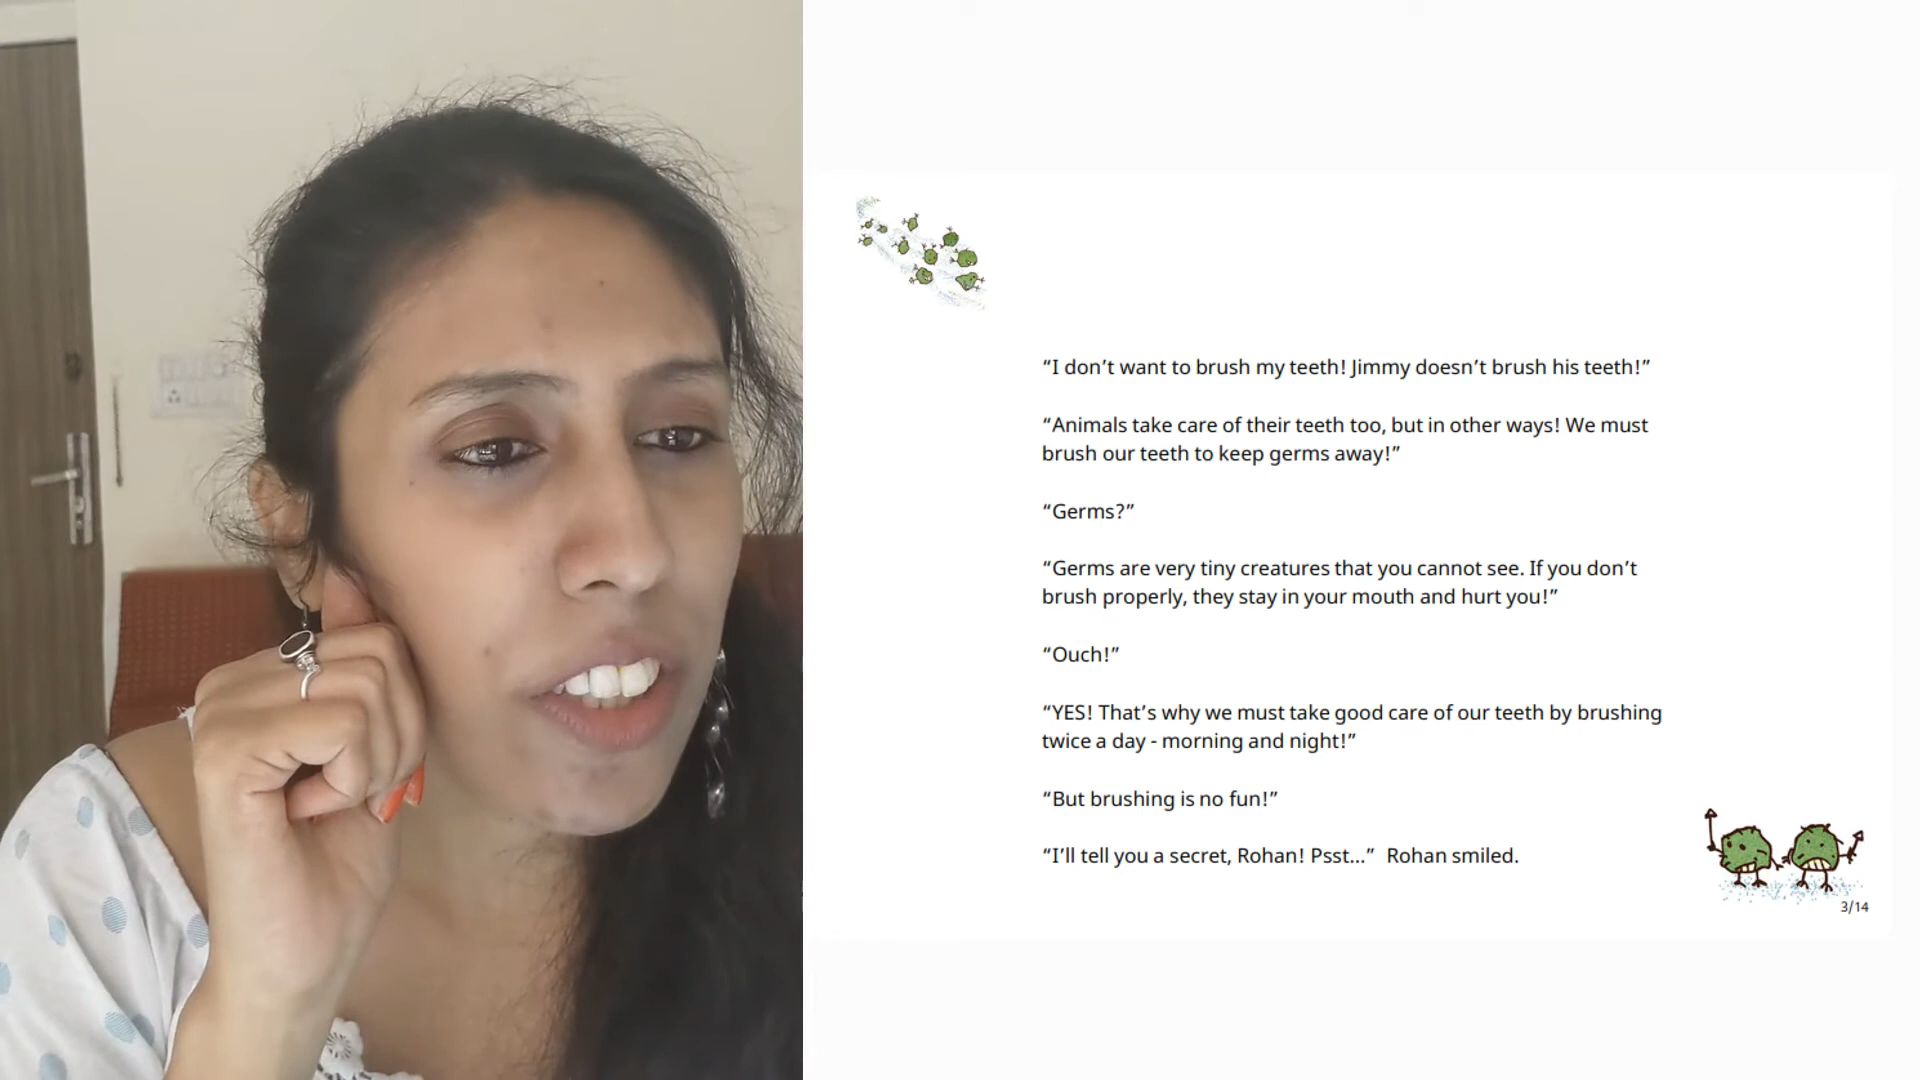 “I don’t want to brush my teeth! Jimmy doesn’t brush his teeth!”
“Animals take care of their teeth too, but in other ways! We must
brush our teeth to keep germs away!”
“Germs?”
“Germs are very tiny creatures that you cannot see. If you don’t
brush properly, they stay in your mouth and hurt you!”
“Ouch!”
“YES! That’s why we must take good care of our teeth by brushing
twice a day - morning and night!”
“But brushing is no fun!”
“I’ll tell you a secret, Rohan! Psst...”  Rohan smiled.
3/14